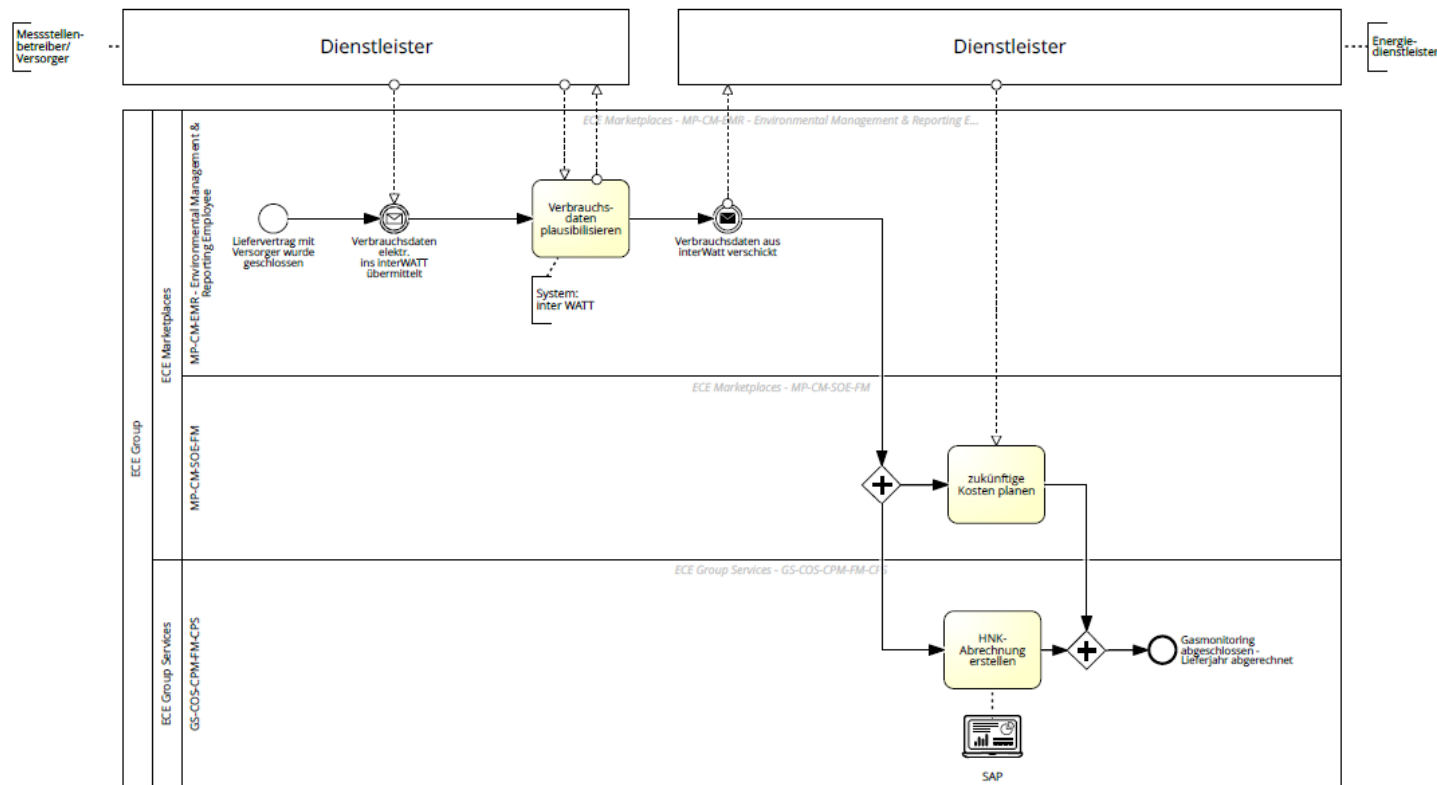 Messstellen-
betreiber/
Versorger
Dienstleister
Dienstleister
Energie-
dienstleister
ECE Marketplaces - MP-CM-EMR - Environmental Management & Reporting E...
ECE Group
ECE Marketplaces
MP-CM-EMR - Environmental Management &
Reporting Employee
Liefervertrag mit
Versorger wurde
geschlossen
Verbrauchsdaten
elektr.
ins interWATT
übermittelt
Verbrauchs-
daten
plausibilisieren
System:
inter WATT
Verbrauchsdaten aus
interWatt verschickt
ECE Marketplaces - MP-CM-SOE-FM
MP-CM-SOE-FM
zukünftige
Kosten planen
ECE Group Services - GS-COS-CPM-FM-CPS
ECE Group Services
GS-COS-CPM-FM-CPS
HNK-
Abrechnung
erstellen
Gasmonitoring
abgeschlossen -
Lieferjahr abgerechnet
SAP